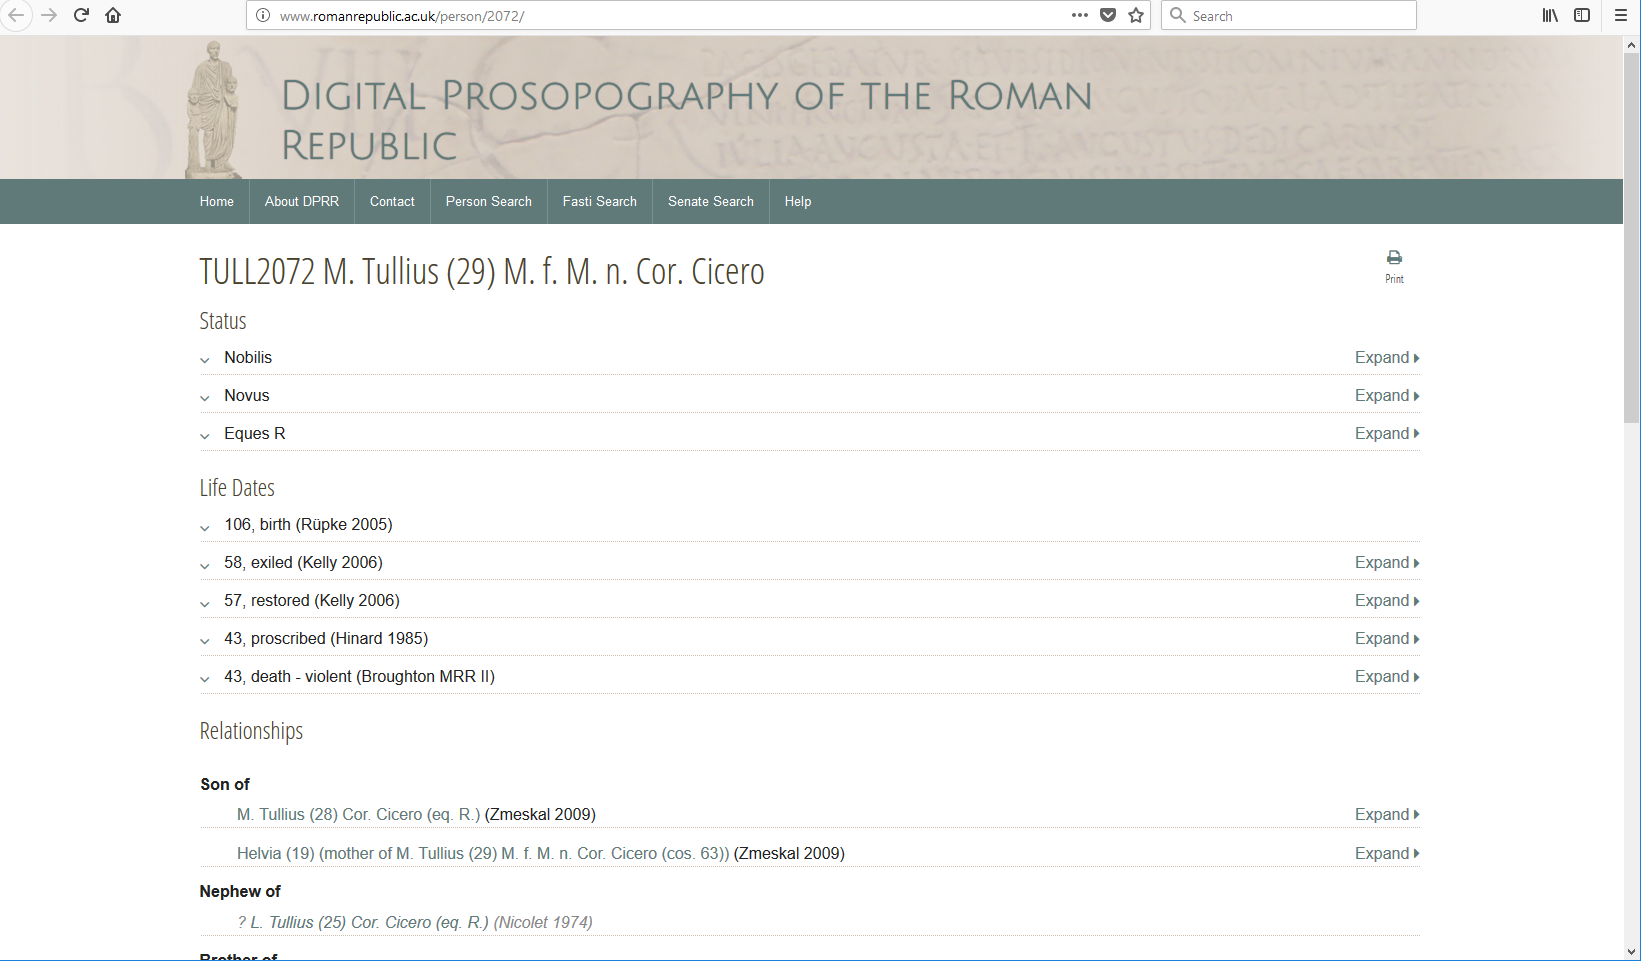 www.romanrepublic.ac.uk/person/2072/
Search
DIGITAL PROSOPOGRAPHY OF THE ROMAN
REPUBLIC
Home
About DPRR
Contact
Person Search
Fasti Search
Senate Search
Help
TULL2072 M. Tullius (29) M. f. M. n. Cor. Cicero
Print
Status
Nobilis
Expand
Novus
Expand
Eques R
Expand
Life Dates
106, birth (Rüpke 2005)
58, exiled (Kelly 2006)
Expand
57, restored (Kelly 2006)
Expand
43, proscribed (Hinard 1985)
Expand
43, death - violent (Broughton MRR II)
Expand
Relationships
Son of
M. Tullius (28) Cor. Cicero (eq. R.) (Zmeskal 2009)
Expand
Helvia (19) (mother of M. Tullius (29) M. f. M. n. Cor. Cicero (cos. 63)) (Zmeskal 2009)
Expand
Nephew of
? L. Tullius (25) Cor. Cicero (eq. R.) (Nicolet 1974)
Brother of